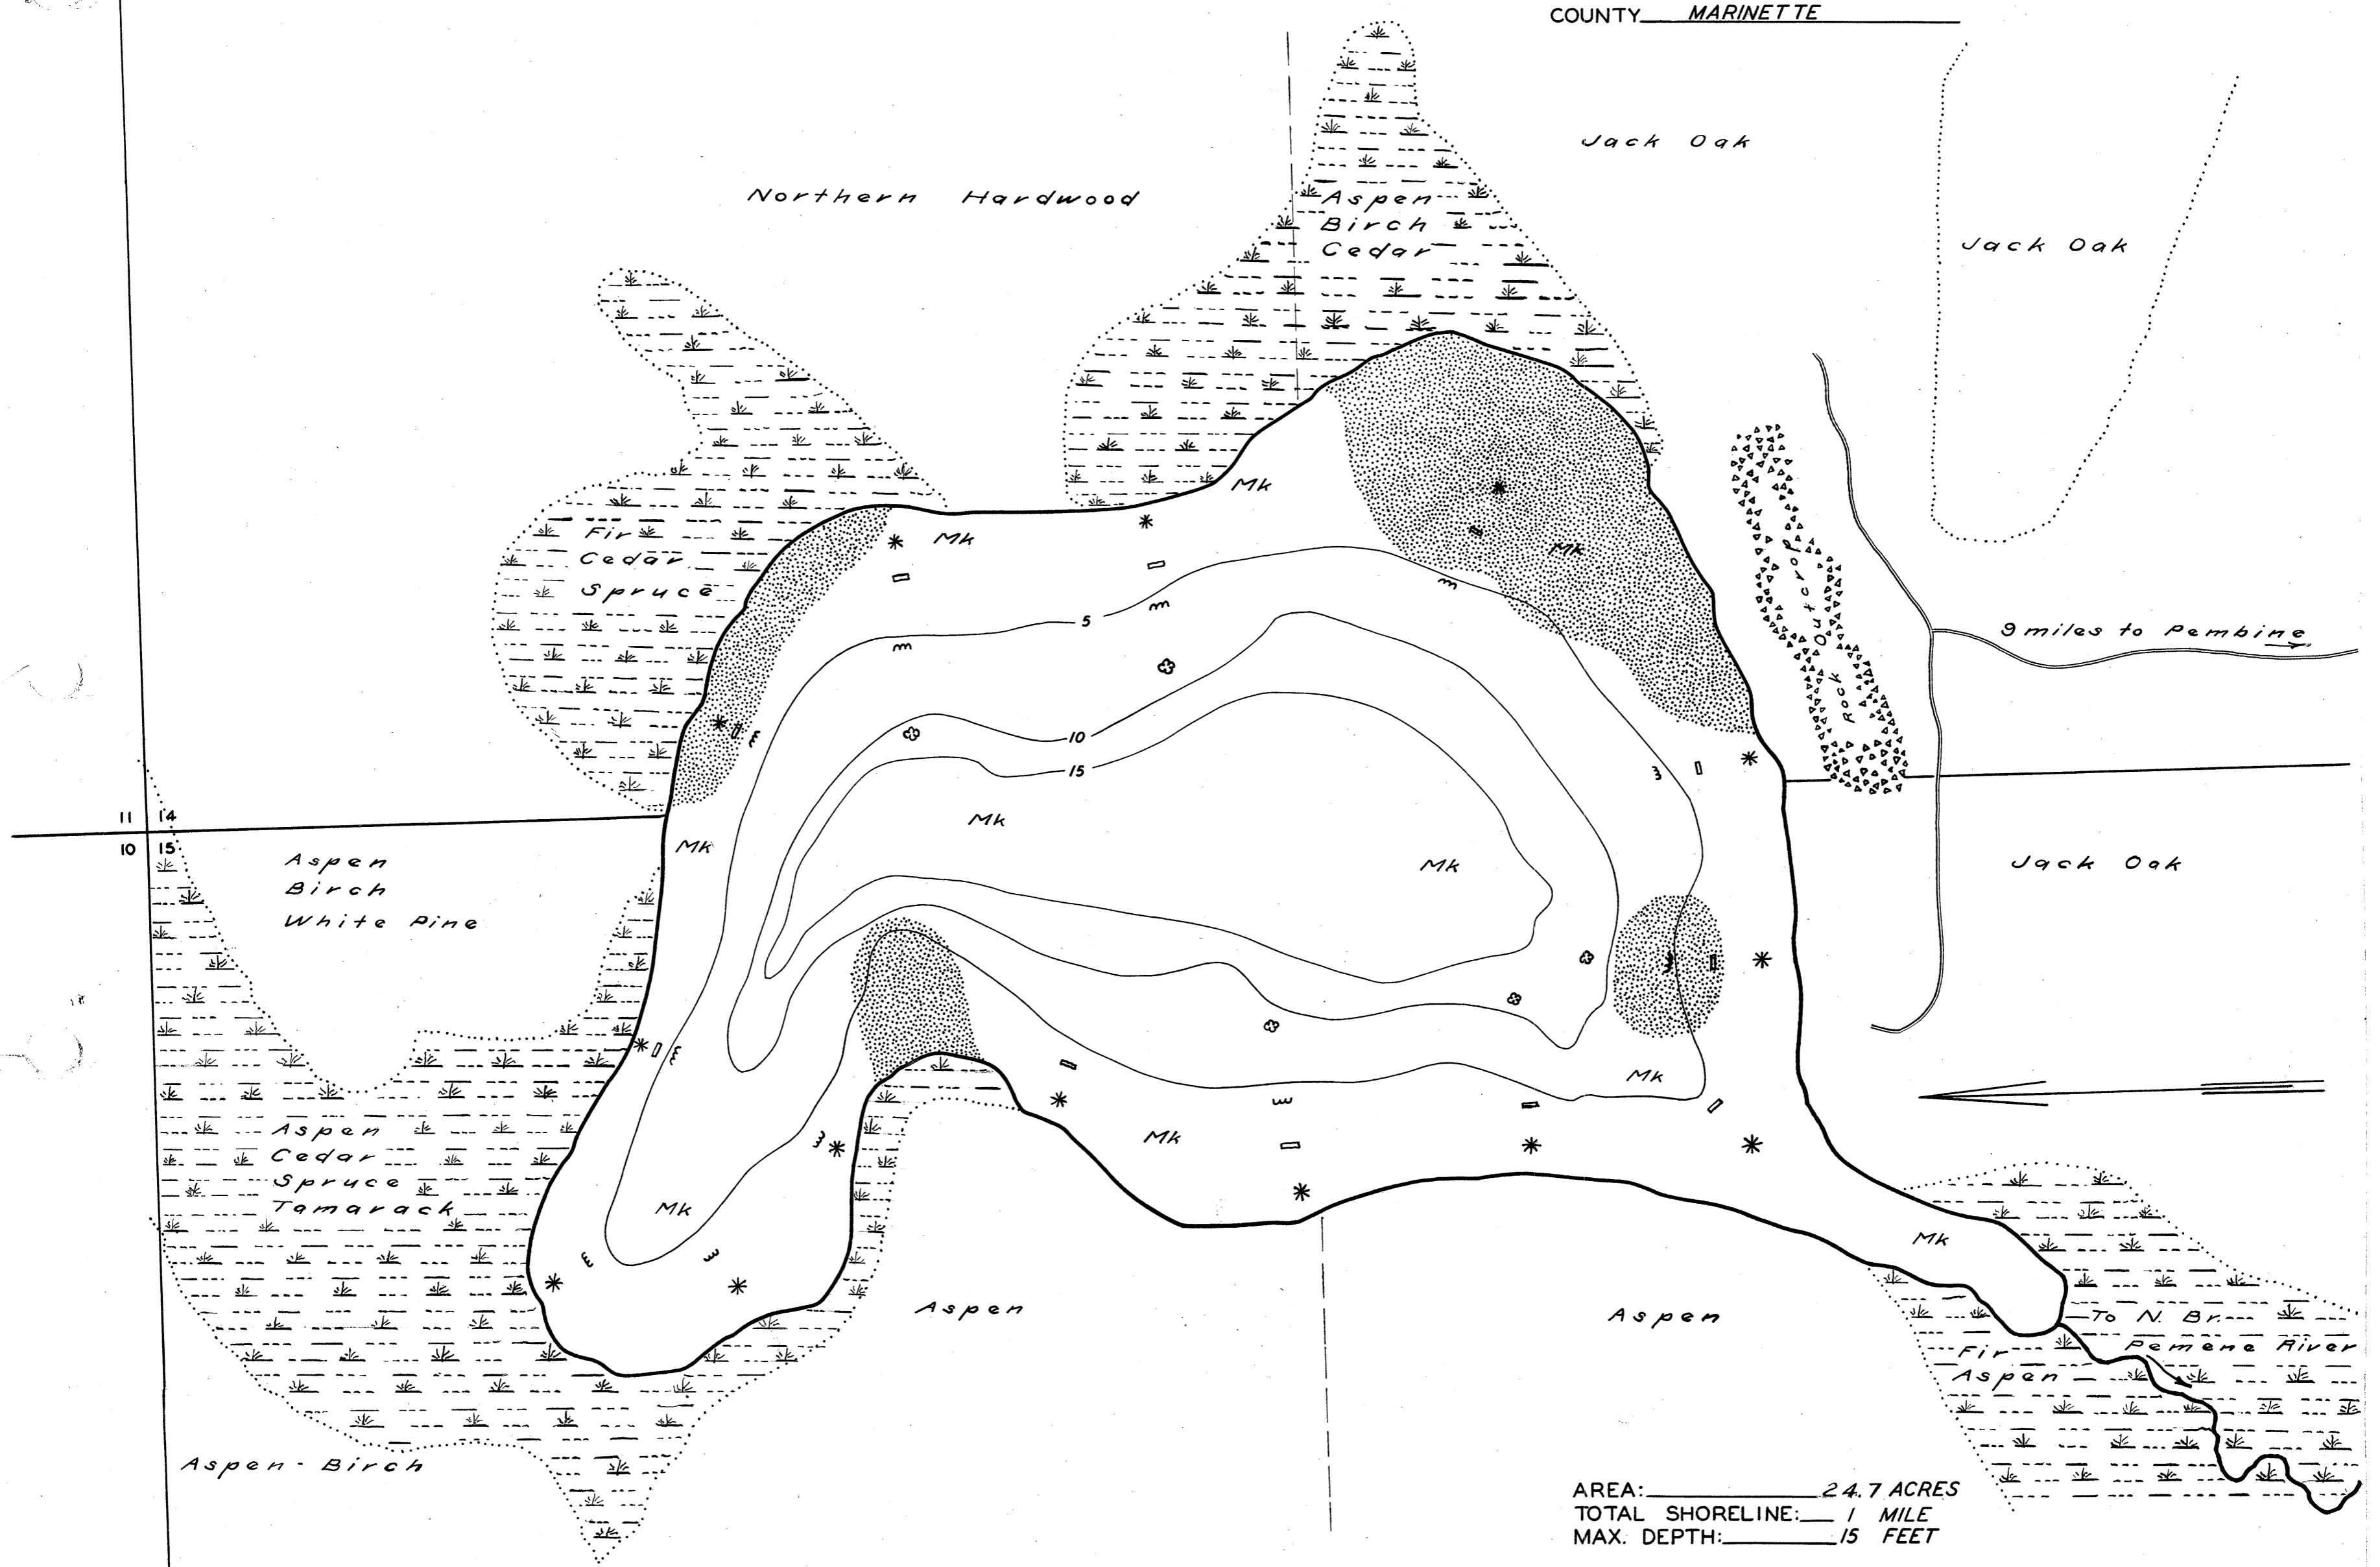 COUNTY MARINETTE
Jack Oak
Northern Hardwood
Aspen
Birch
Cedar
Jack Oak
Mk
Fir
Cedar
Spruce
Mk
Mk
5
9 miles to Pembine
Rock Outcrop
10
15
11 14
10 15
Mk
Mk
Mk
Aspen
Birch
White Pine
Jack Oak
Mk
Aspen
Cedar
Spruce
Tamarack
Mk
Mk
Mk
Aspen
Aspen
To N. Br.
Pemene River
Fir
Aspen
Aspen - Birch
AREA: 24.7 ACRES
TOTAL SHORELINE: 1 MILE
MAX. DEPTH: 15 FEET